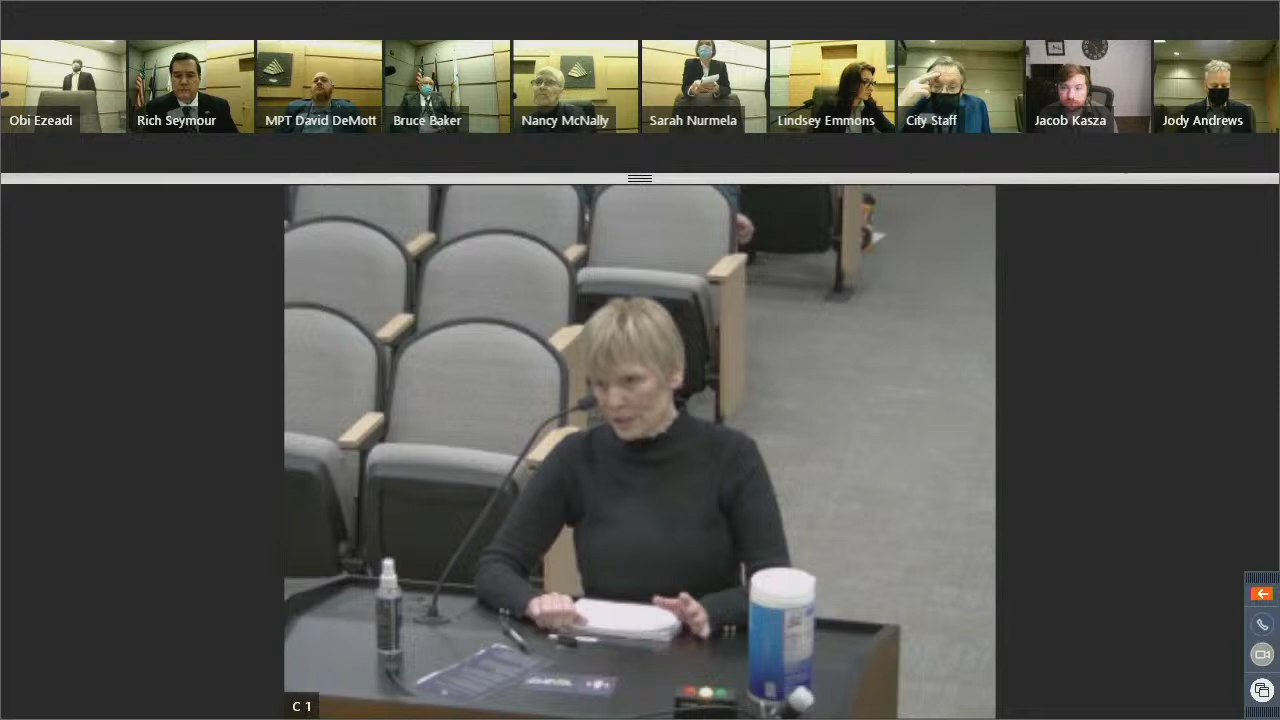 Obi Ezeadi
Rich Seymour
MPT David DeMott
Bruce Baker
Nancy McNally
Sarah Nurmela
Lindsey Emmons
City Staff
Jacob Kasza
Jody Andrews
C 1